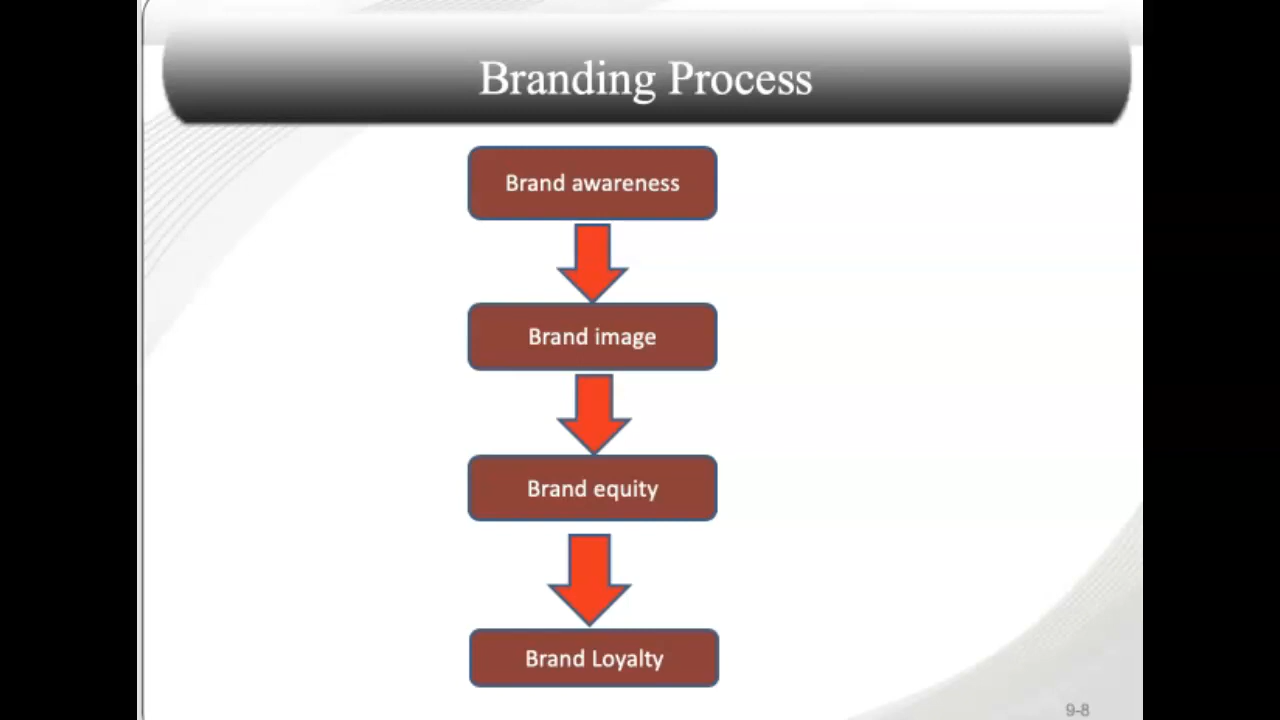 Branding Process
Brand awareness
Brand image
Brand equity
Brand Loyalty
9-8